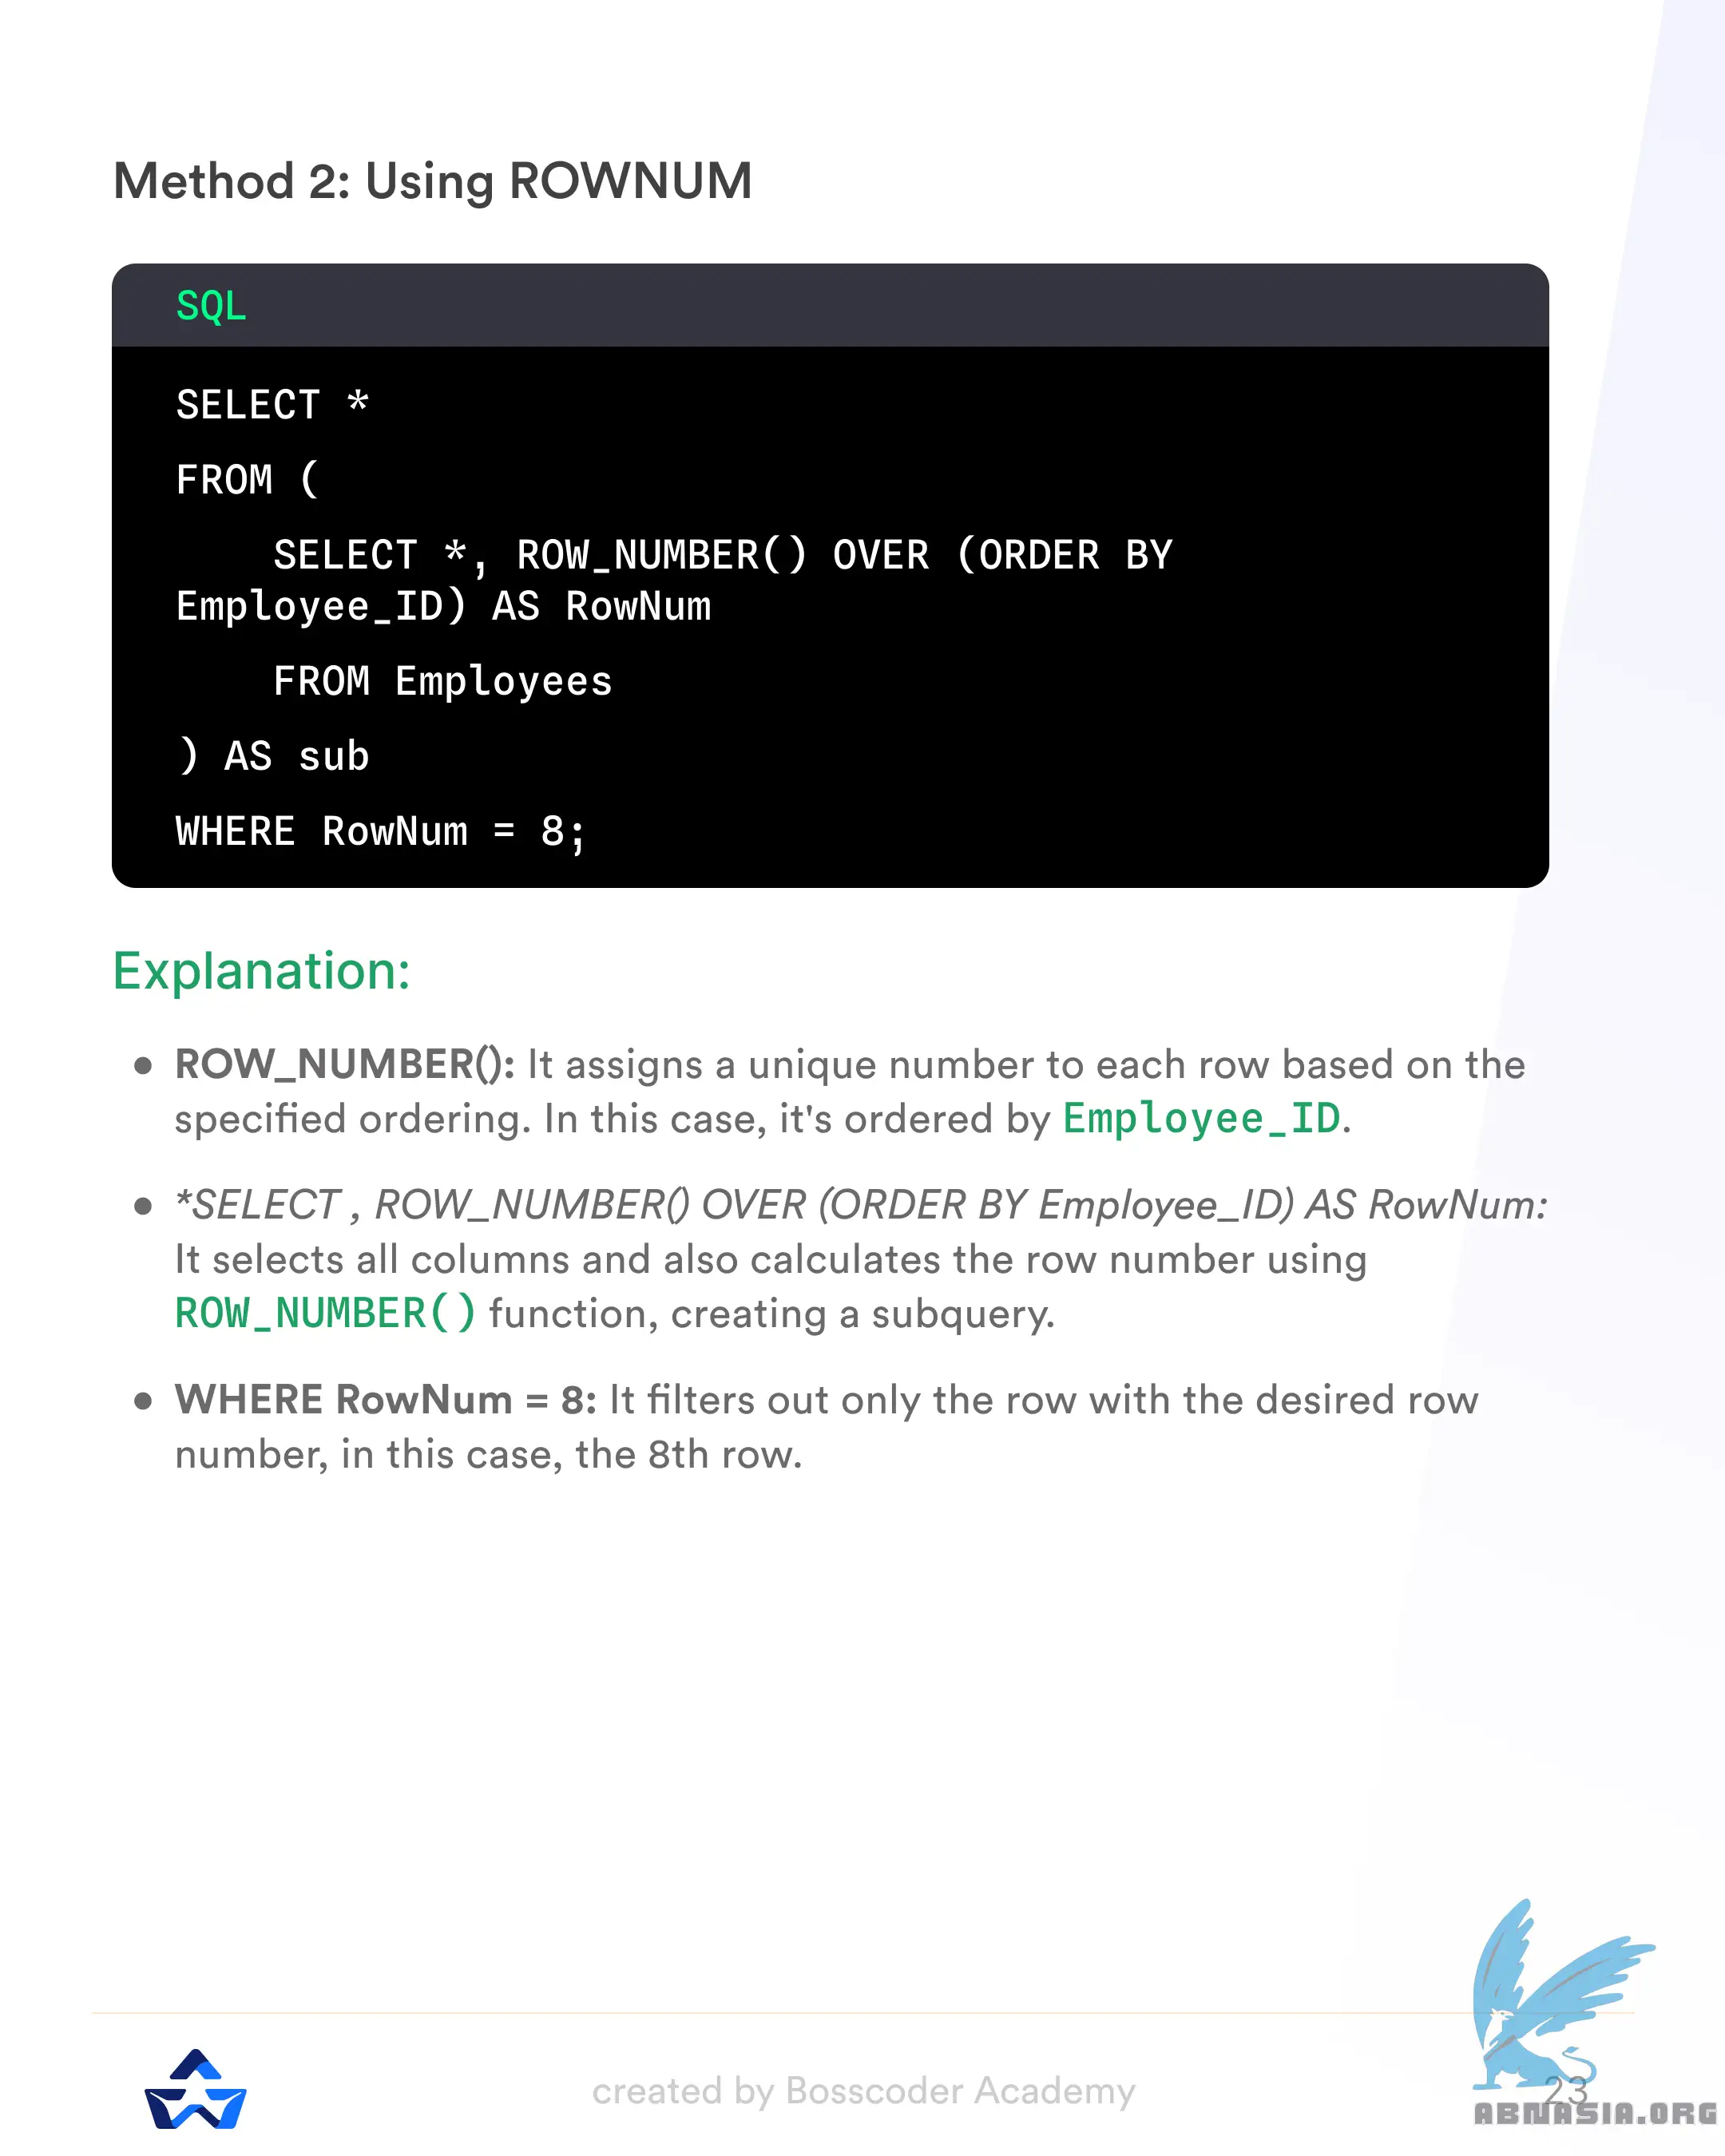 Method 2: Using ROWNUM
SQL
SELECT *
FROM (
    SELECT *, ROW_NUMBER() OVER (ORDER BY
Employee_ID) AS RowNum
    FROM Employees
) AS sub
WHERE RowNum = 8;
Explanation:
● ROW_NUMBER(): It assigns a unique number to each row based on the
specified ordering. In this case, it's ordered by Employee_ID.
● *SELECT , ROW_NUMBER() OVER (ORDER BY Employee_ID) AS RowNum:
It selects all columns and also calculates the row number using
ROW_NUMBER() function, creating a subquery.
● WHERE RowNum = 8: It filters out only the row with the desired row
number, in this case, the 8th row.
created by Bosscoder Academy
23
ABNASIA.ORG